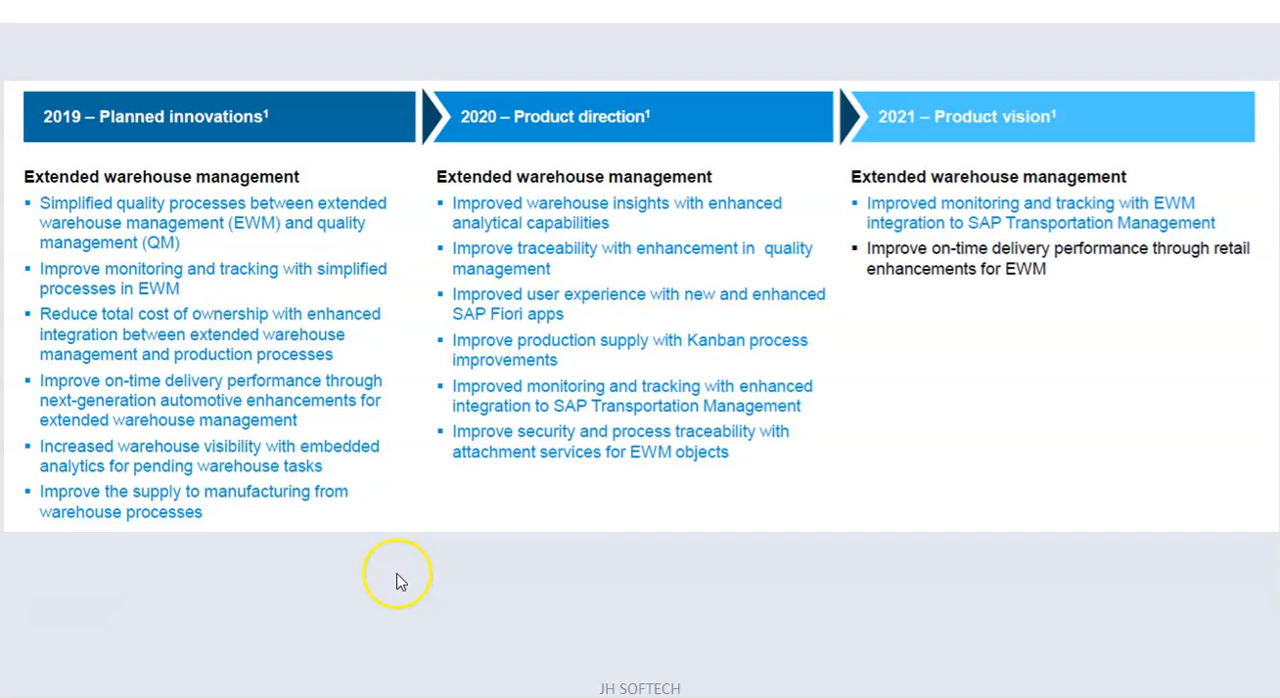 2019 – Planned innovations¹
2020 – Product direction¹
2021 – Product vision¹
Extended warehouse management
▪ Simplified quality processes between extended
warehouse management (EWM) and quality
management (QM)
▪ Improve monitoring and tracking with simplified
processes in EWM
▪ Reduce total cost of ownership with enhanced
integration between extended warehouse
management and production processes
▪ Improve on-time delivery performance through
next-generation automotive enhancements for
extended warehouse management
▪ Increased warehouse visibility with embedded
analytics for pending warehouse tasks
▪ Improve the supply to manufacturing from
warehouse processes
Extended warehouse management
▪ Improved warehouse insights with enhanced
analytical capabilities
▪ Improve traceability with enhancement in quality
management
▪ Improved user experience with new and enhanced
SAP Fiori apps
▪ Improve production supply with Kanban process
improvements
▪ Improved monitoring and tracking with enhanced
integration to SAP Transportation Management
▪ Improve security and process traceability with
attachment services for EWM objects
Extended warehouse management
▪ Improved monitoring and tracking with EWM
integration to SAP Transportation Management
▪ Improve on-time delivery performance through retail
enhancements for EWM
JH SOFTECH